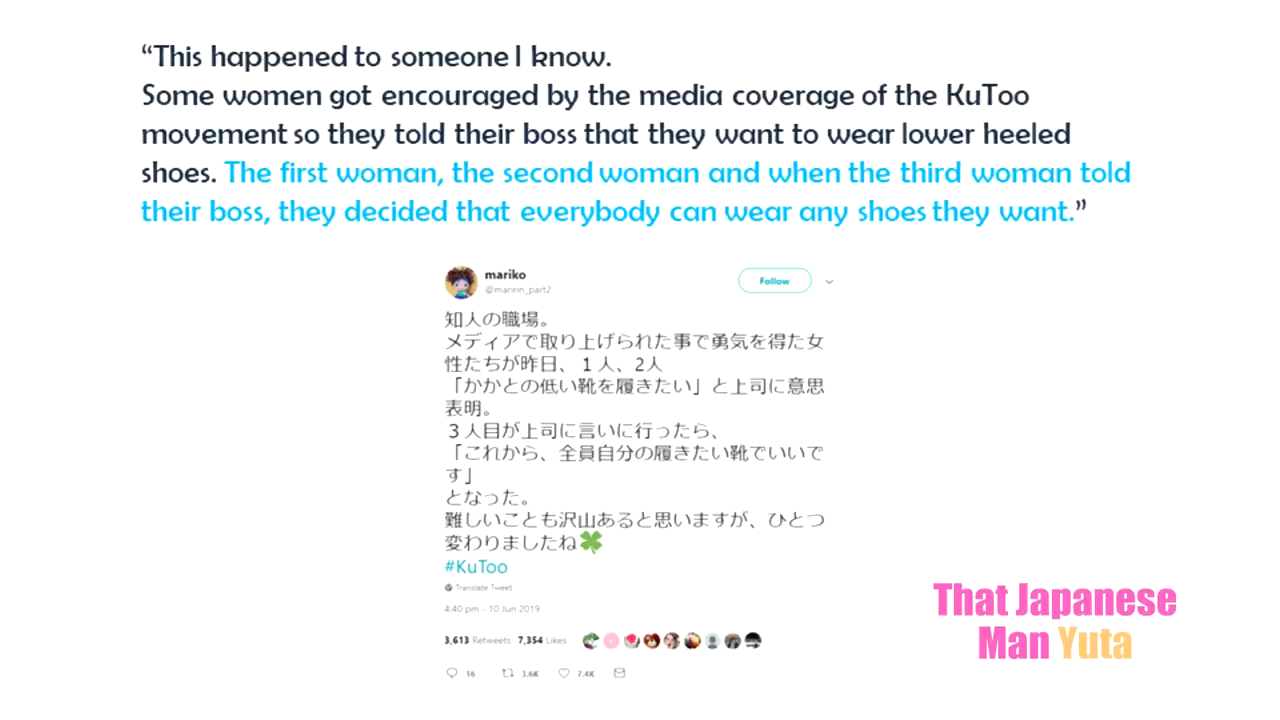 “This happened to someone I know.
Some women got encouraged by the media coverage of the KuToo
movement so they told their boss that they want to wear lower heeled
shoes. The first woman, the second woman and when the third woman told
their boss, they decided that everybody can wear any shoes they want.”
mariko
@maririn_part2
Follow
知人の職場。
メディアで取り上げられた事で勇気を得た女
性たちが昨日、１人、2人
「かかとの低い靴を履きたい」と上司に意思
表明。
３人目が上司に言いに行ったら、
「これから、全員自分の履きたい靴でいいで
す」
となった。
難しいことも沢山あると思いますが、ひとつ
変わりましたね🍀
#KuToo
Translate Tweet
4:40 pm - 10 Jun 2019
3,613 Retweets 7,354 Likes
16 3.6K 7.4K
That Japanese
Man Yuta